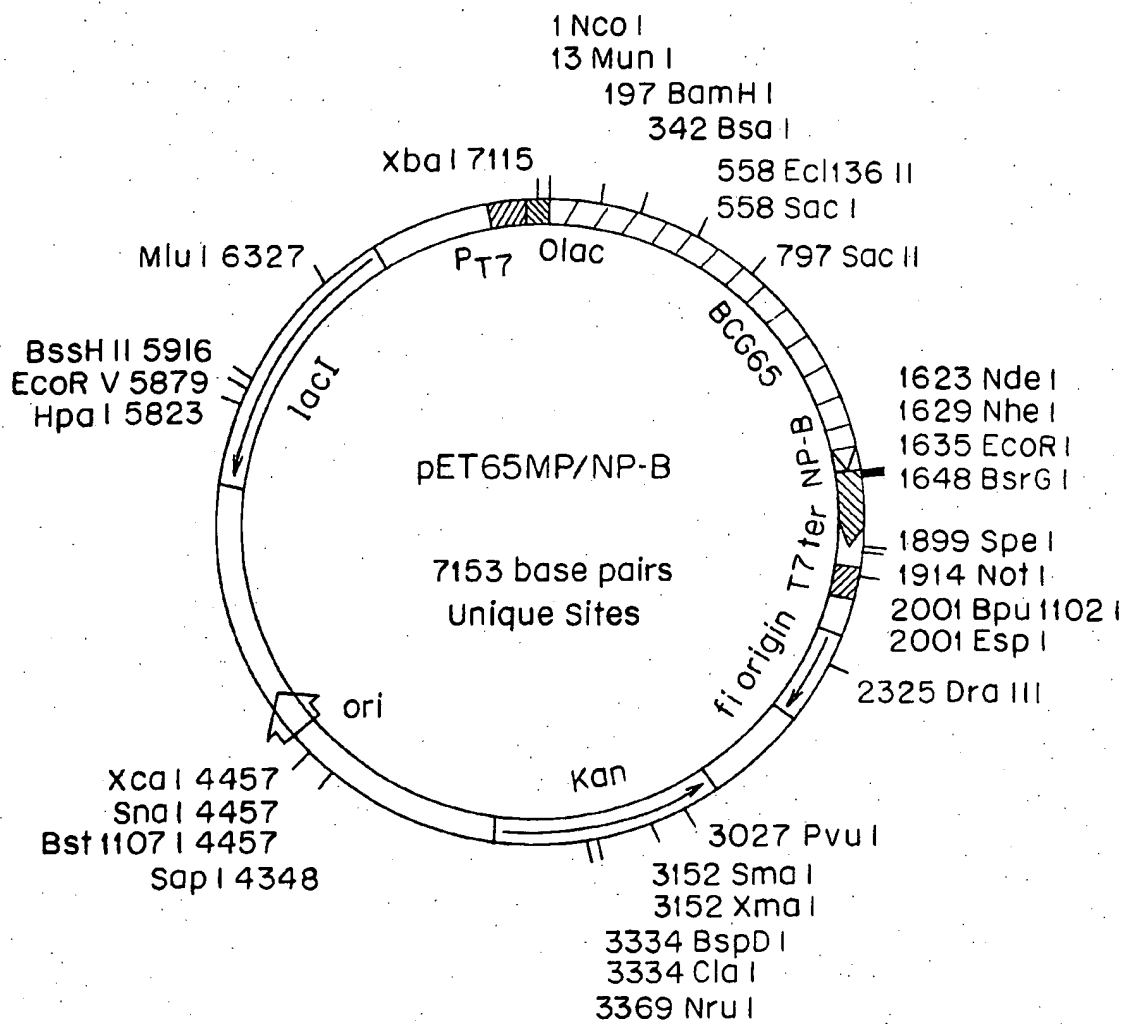 1 Nco I
13 Mun I
197 BamH I
342 Bsa I
558 Ecl136 II
558 Sac I
797 Sac II
Xba I 7115
Mlu I 6327
PT7
Olac
BCG65
BssH II 5916
EcoR V 5879
Hpa I 5823
lacI
1623 Nde I
1629 Nhe I
1635 EcoR I
1648 BsrG I
NP-B
pET65MP/NP-B
7153 base pairs
Unique Sites
T7 ter
1899 Spe I
1914 Not I
2001 Bpu 1102 I
2001 Esp I
fi origin
2325 Dra III
ori
Kan
Xca I 4457
Sna I 4457
Bst 1107 I 4457
Sap I 4348
3027 Pvu I
3152 Sma I
3152 Xma I
3334 BspD I
3334 Cla I
3369 Nru I